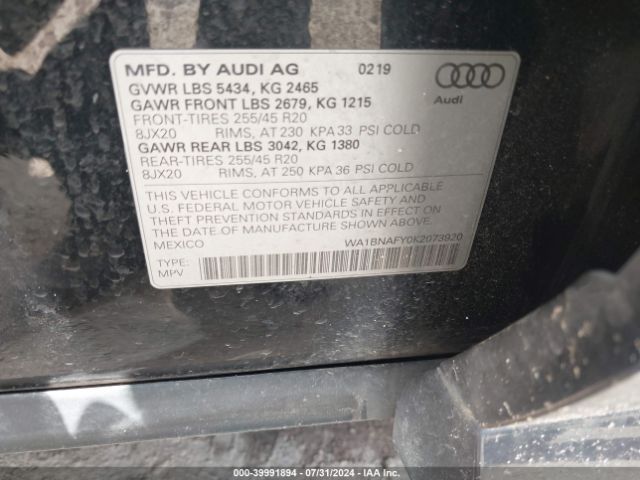 MFD. BY AUDI AG 0219
GVWR LBS 5434, KG 2465
GAWR FRONT LBS 2679, KG 1215
FRONT-TIRES 255/45 R20
8JX20 RIMS, AT 230 KPA 33 PSI COLD
GAWR REAR LBS 3042, KG 1380
REAR-TIRES 255/45 R20
8JX20 RIMS, AT 250 KPA 36 PSI COLD
Audi
THIS VEHICLE CONFORMS TO ALL APPLICABLE
U.S. FEDERAL MOTOR VEHICLE SAFETY AND
THEFT PREVENTION STANDARDS IN EFFECT ON
THE DATE OF MANUFACTURE SHOWN ABOVE.
MEXICO WA1BNAFY0K2073920
TYPE:
MPV
000-39991894 - 07/31/2024 - IAA Inc.